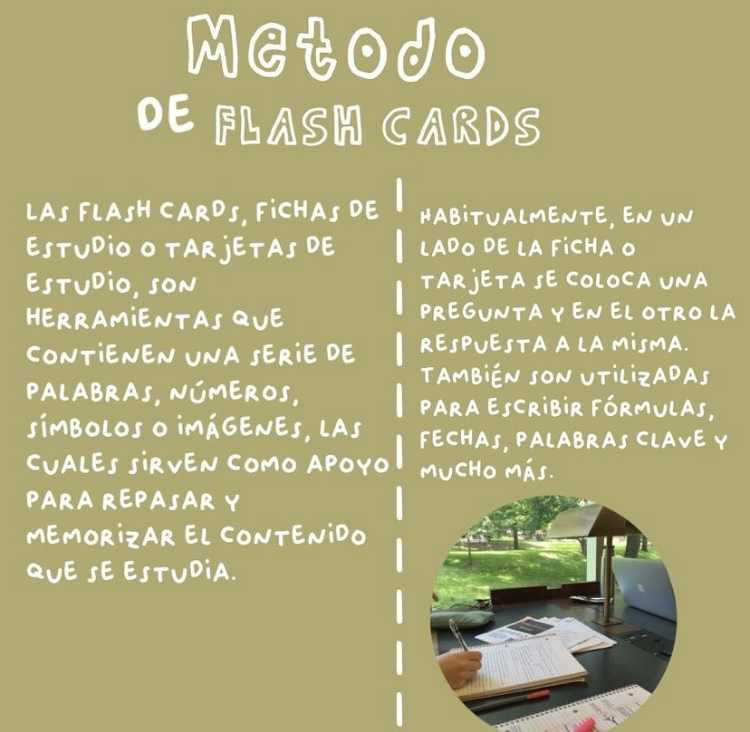 Metodo
DE FLASH CARDS
LAS FLASH CARDS, FICHAS DE
ESTUDIO O TARJETAS DE
ESTUDIO, SON
HERRAMIENTAS QUE
CONTIENEN UNA SERIE DE
PALABRAS, NÚMEROS,
SÍMBOLOS O IMÁGENES, LAS
CUALES SIRVEN COMO APOYO
PARA REPASAR Y
MEMORIZAR EL CONTENIDO
QUE SE ESTUDIA.
HABITUALMENTE, EN UN
LADO DE LA FICHA O
TARJETA SE COLOCA UNA
PREGUNTA Y EN EL OTRO LA
RESPUESTA A LA MISMA.
TAMBIÉN SON UTILIZADAS
PARA ESCRIBIR FÓRMULAS,
FECHAS, PALABRAS CLAVE Y
MUCHO MÁS.